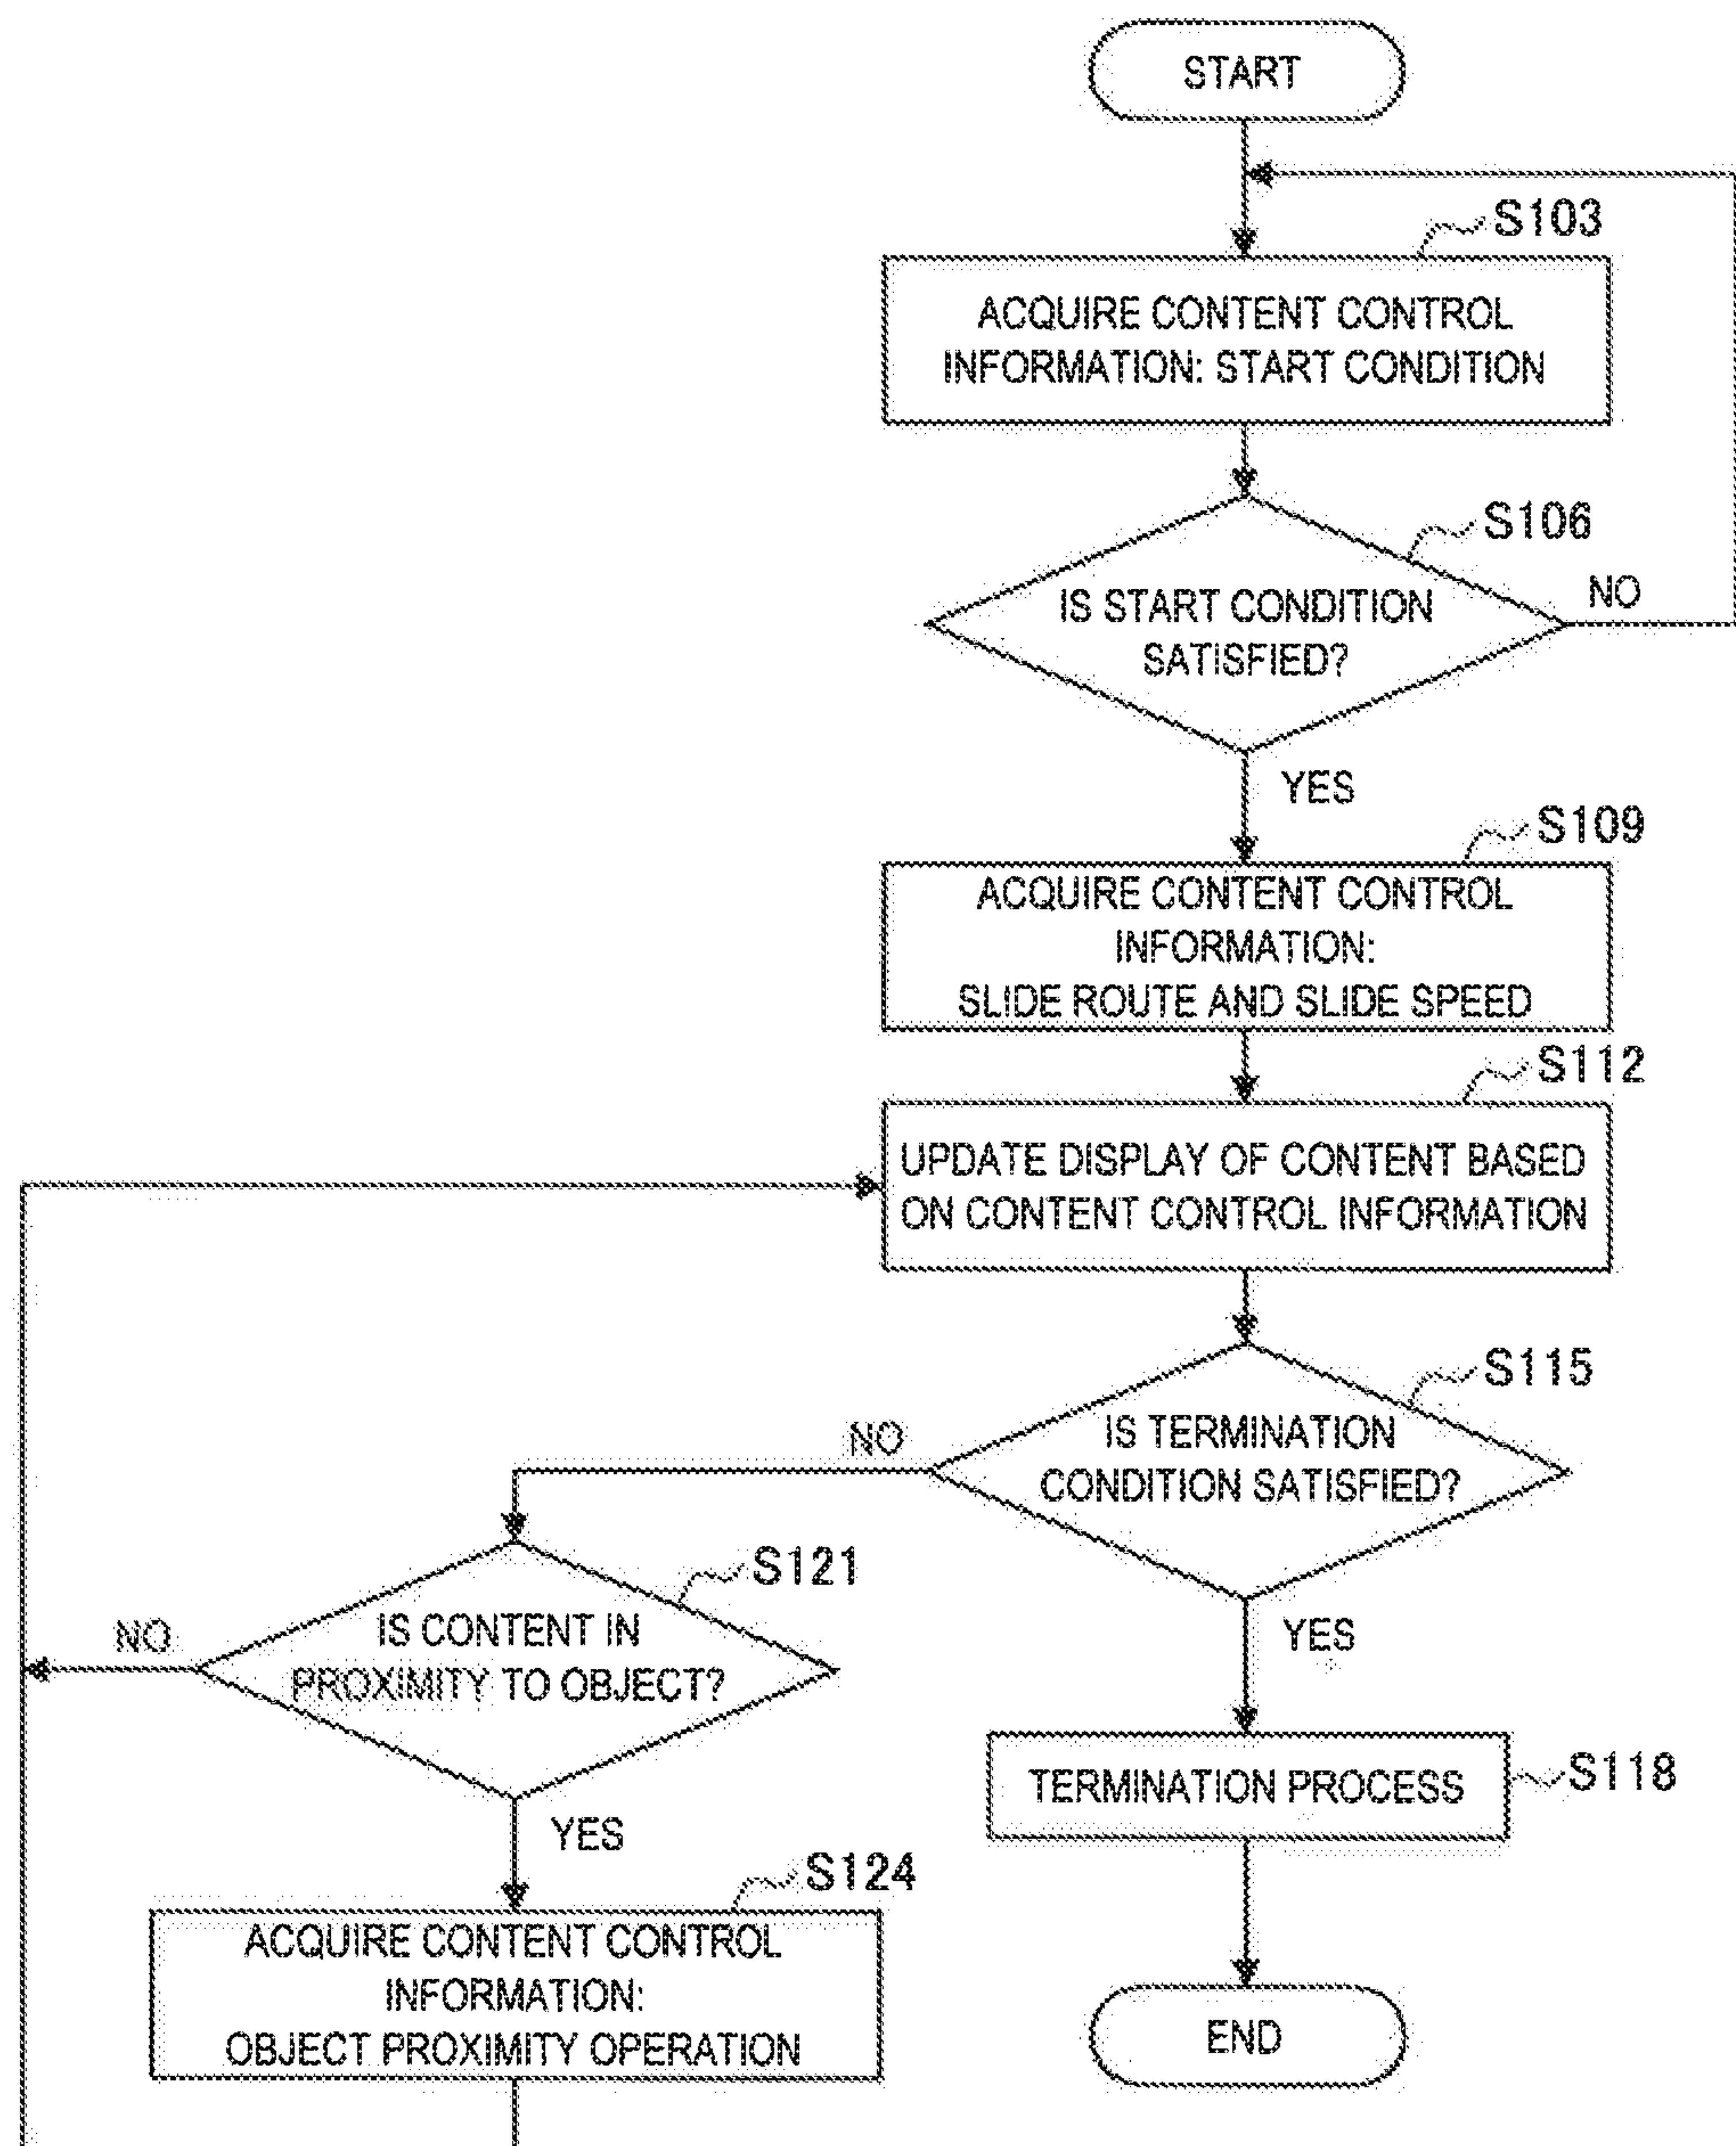 START
S103
ACQUIRE CONTENT CONTROL
INFORMATION: START CONDITION
S106
IS START CONDITION
SATISFIED?
NO
YES
S109
ACQUIRE CONTENT CONTROL
INFORMATION:
SLIDE ROUTE AND SLIDE SPEED
S112
UPDATE DISPLAY OF CONTENT BASED
ON CONTENT CONTROL INFORMATION
S115
IS TERMINATION
CONDITION SATISFIED?
NO
YES
S121
IS CONTENT IN
PROXIMITY TO OBJECT?
NO
YES
S118
TERMINATION PROCESS
S124
ACQUIRE CONTENT CONTROL
INFORMATION:
OBJECT PROXIMITY OPERATION
END